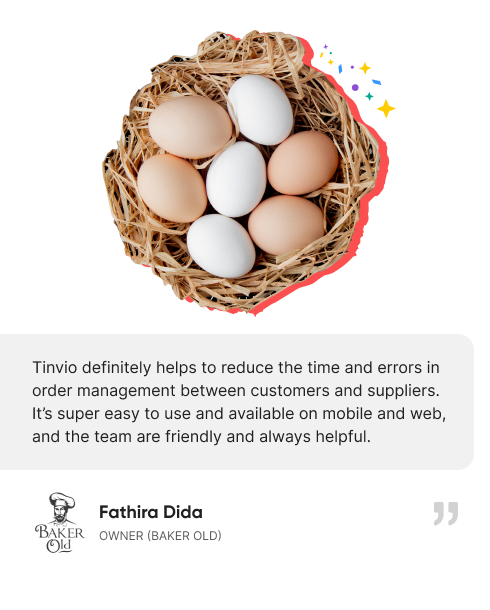 Tinvio definitely helps to reduce the time and errors in
order management between customers and suppliers.
It’s super easy to use and available on mobile and web,
and the team are friendly and always helpful.
BAKER
Old
Fathira Dida
OWNER (BAKER OLD)
”